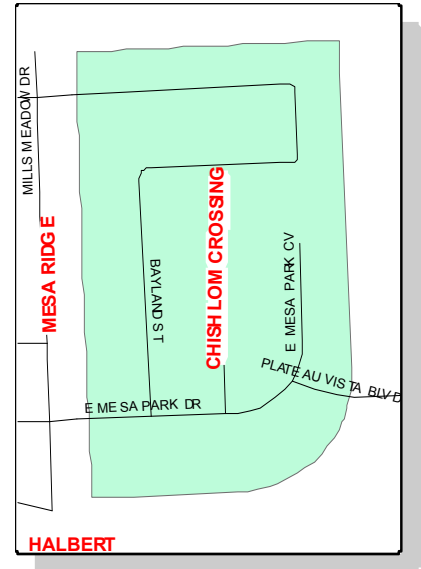 MILLS MEADOW DR
MESA RIDGE
BAYLAND ST
CHISHLOM CROSSING
E MESA PARK CV
PLATEAU VISTA BLVD
E MESA PARK DR
HALBERT